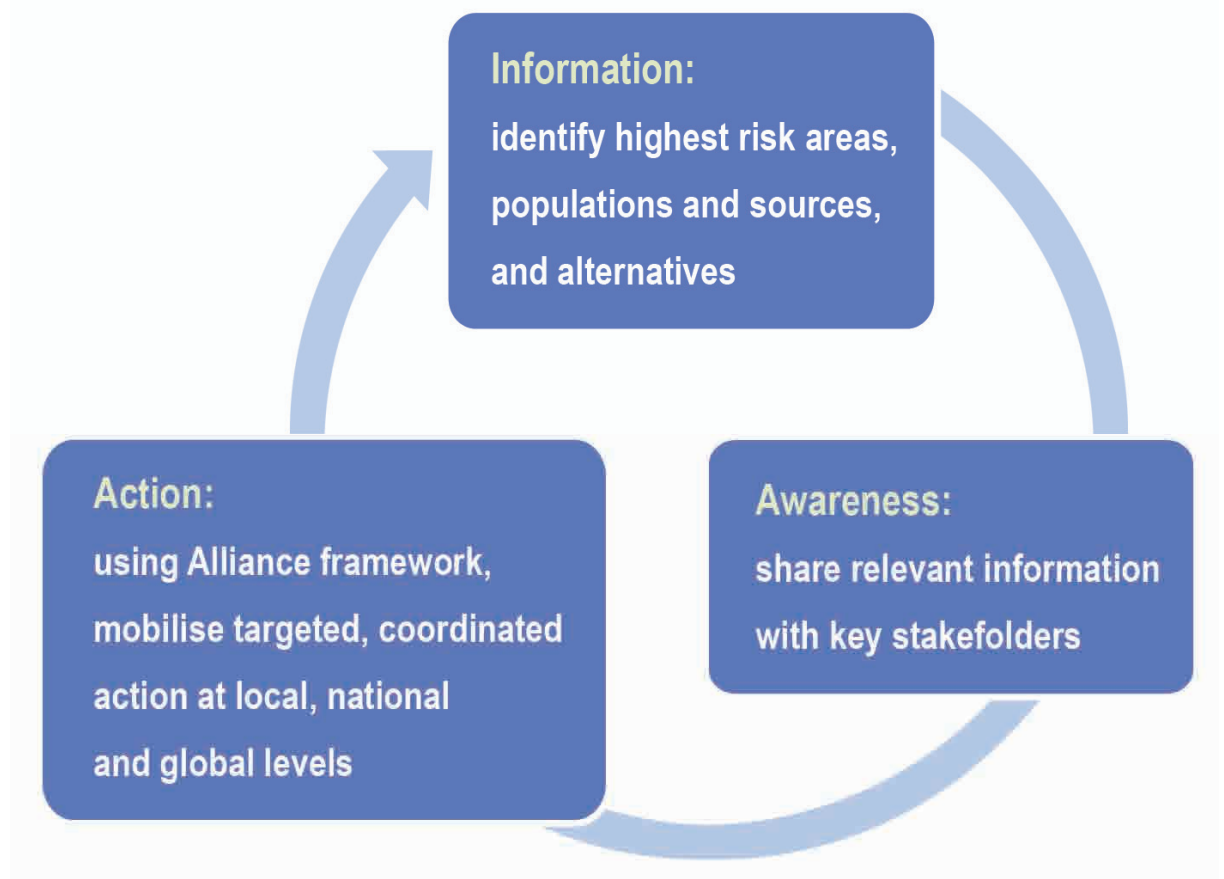 Information:
identify highest risk areas,
populations and sources,
and alternatives
Action:
using Alliance framework,
mobilise targeted, coordinated
action at local, national
and global levels
Awareness:
share relevant information
with key stakefolders